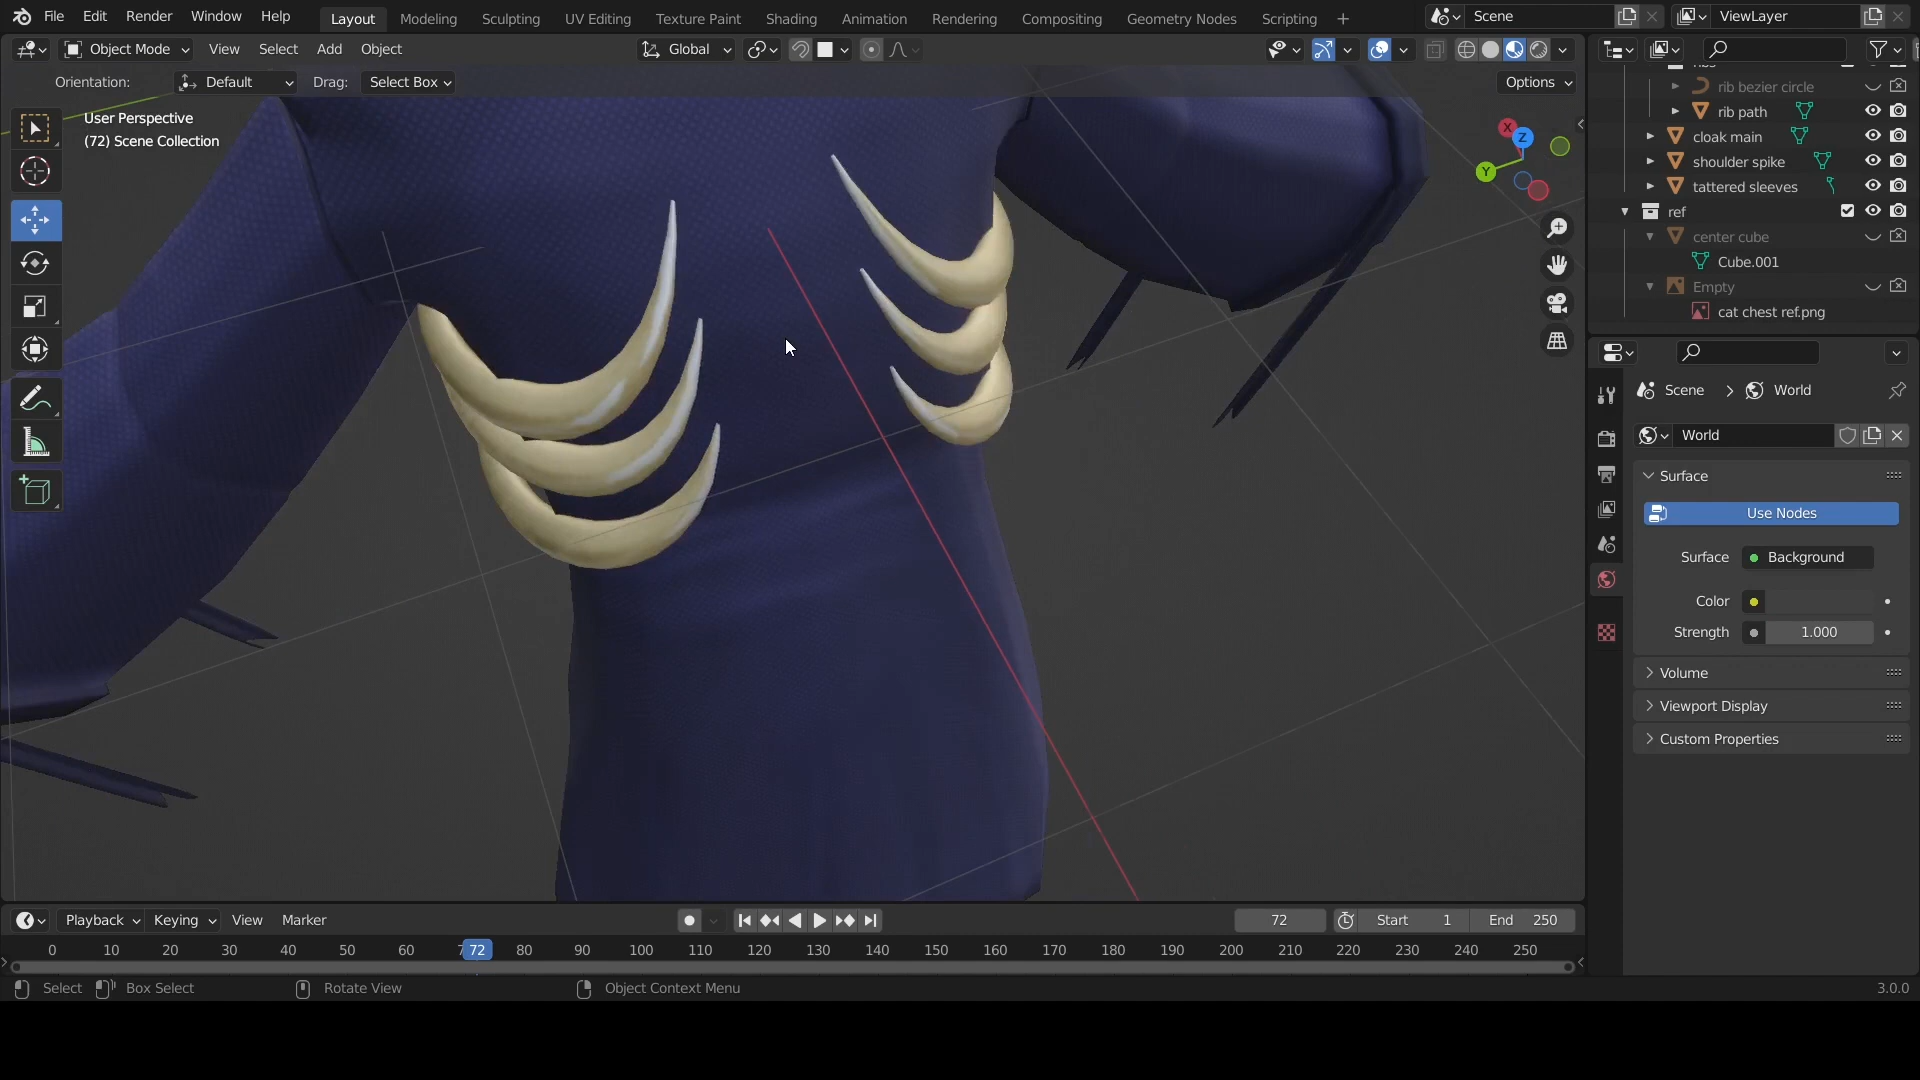 File Edit Render Window Help Layout Modeling Sculpting UV Editing Texture Paint Shading Animation Rendering Compositing Geometry Nodes Scripting + Scene ViewLayer
Object Mode View Select Add Object Global
Orientation: Default Drag: Select Box Options
User Perspective
(72) Scene Collection
X
Z
Y
rib bezier circle
rib path
cloak main
shoulder spike
tattered sleeves
ref
center cube
Cube.001
Empty
cat chest ref.png
Scene > World
World
Surface
Use Nodes
Surface Background
Color
Strength 1.000
Volume
Viewport Display
Custom Properties
Playback Keying View Marker 72 Start 1 End 250
0 10 20 30 40 50 60 72 80 90 100 110 120 130 140 150 160 170 180 190 200 210 220 230 240 250
Select Box Select Rotate View Object Context Menu 3.0.0